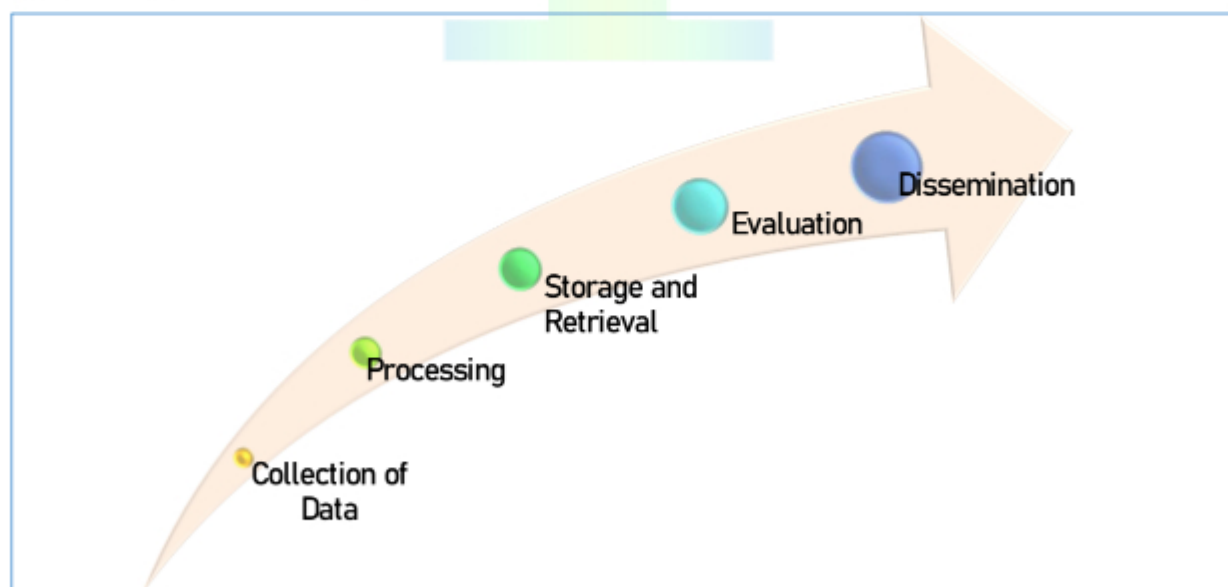 Collection of
Data
Processing
Storage and
Retrieval
Evaluation
Dissemination